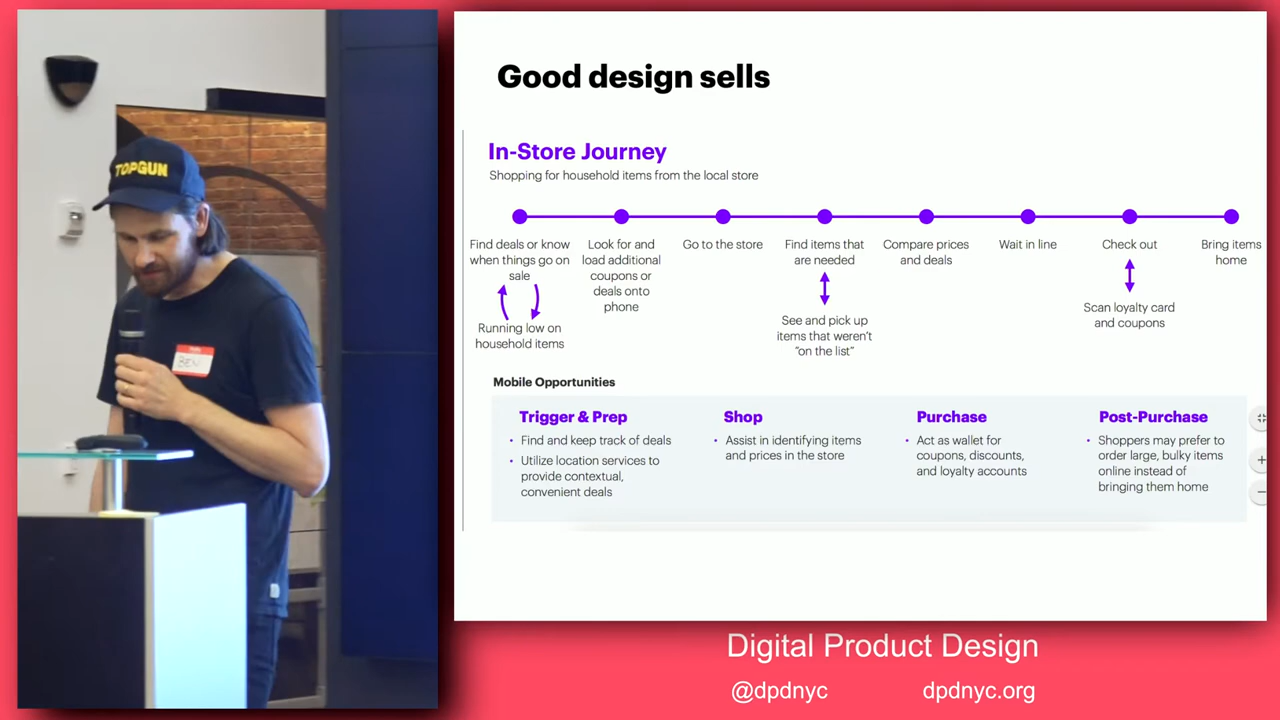 TOPGUN
BEN
Good design sells
In-Store Journey
Shopping for household items from the local store
Find deals or know
when things go on
sale
Running low on
household items
Look for and
load additional
coupons or
deals onto
phone
Go to the store
Find items that
are needed
See and pick up
items that weren't
"on the list"
Compare prices
and deals
Wait in line
Check out
Scan loyalty card
and coupons
Bring items
home
Mobile Opportunities
Trigger & Prep
• Find and keep track of deals
• Utilize location services to
provide contextual,
convenient deals
Shop
• Assist in identifying items
and prices in the store
Purchase
• Act as wallet for
coupons, discounts,
and loyalty accounts
Post-Purchase
• Shoppers may prefer to
order large, bulky items
online instead of
bringing them home
Digital Product Design
@dpdnyc
dpdnyc.org